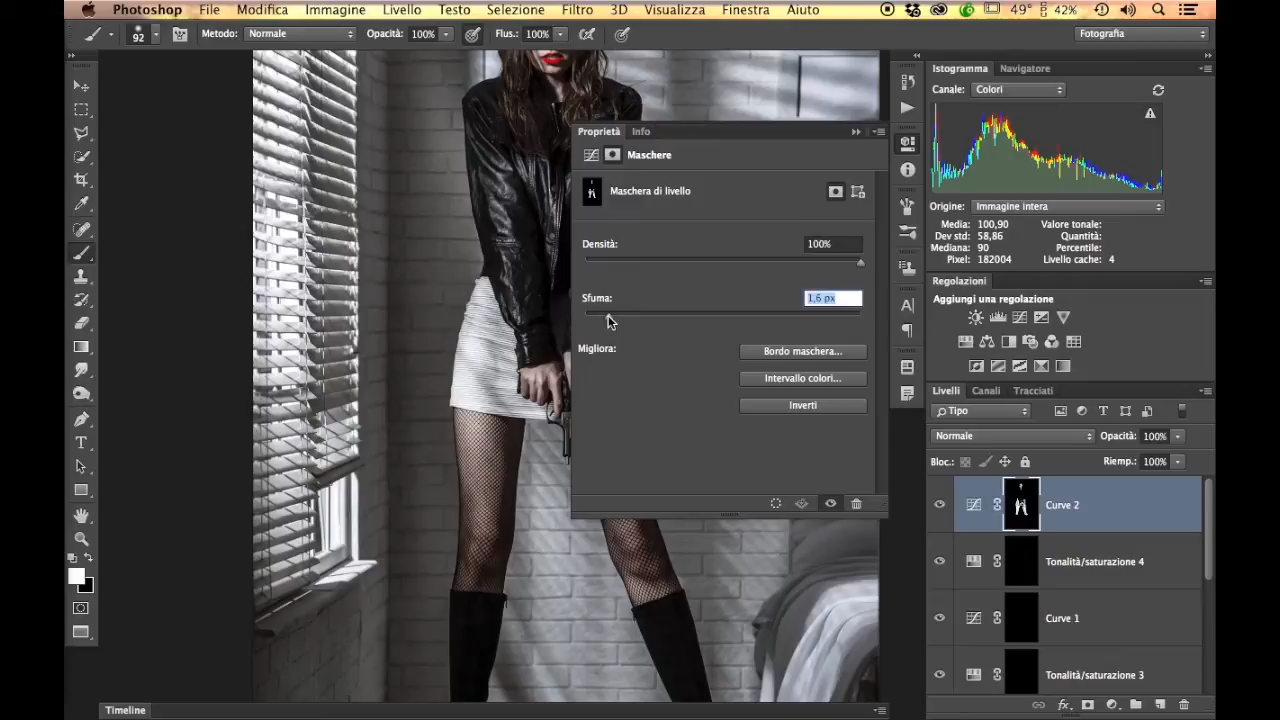 Photoshop File Modifica Immagine Livello Testo Selezione Filtro 3D Visualizza Finestra Aiuto 49° 42%
92 Metodo: Normale Opacità: 100% Flus.: 100% Fotografia
Istogramma Navigatore
Canale: Colori
Origine: Immagine intera
Media: 100,90 Valore tonale:
Dev std: 58,86 Quantità:
Mediana: 90 Percentile:
Pixel: 182004 Livello cache: 4
Regolazioni
Aggiungi una regolazione
Livelli Canali Tracciati
Tipo
Normale Opacità: 100%
Bloc.: Riemp.: 100%
Curve 2
Tonalità/saturazione 4
Curve 1
Tonalità/saturazione 3
Proprietà Info
Maschere
Maschera di livello
Densità: 100%
Sfuma: 1,6 px
Migliora: Bordo maschera...
Intervallo colori...
Inverti
Timeline